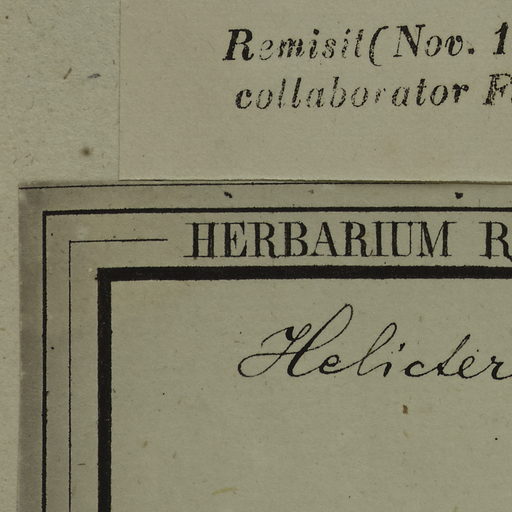 Remisit (Nov. 1
collaborator F
HERBARIUM R
Helicter